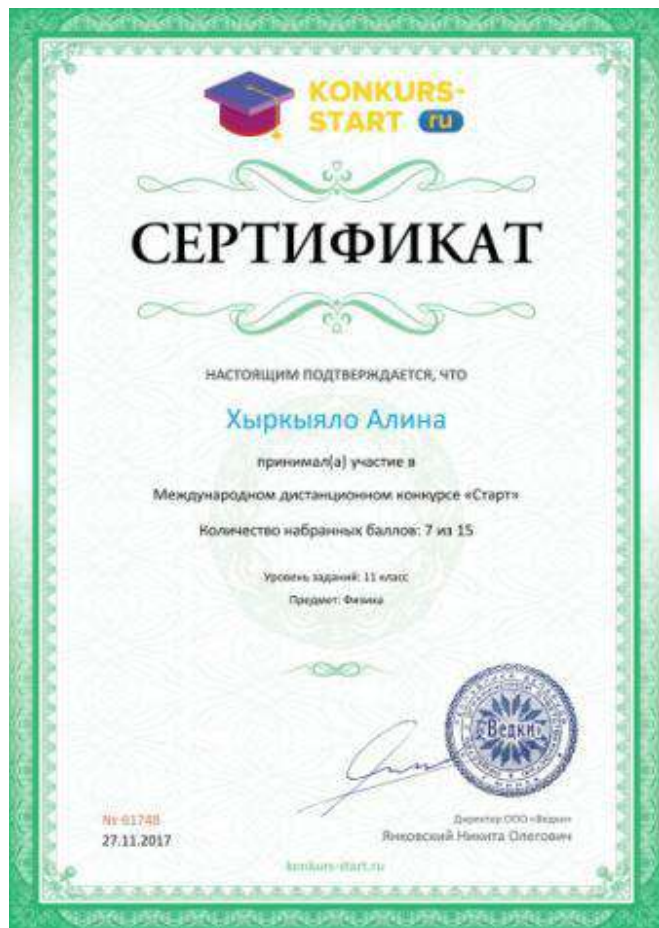 KONKURS-
START ru
СЕРТИФИКАТ
НАСТОЯЩИМ ПОДТВЕРЖДАЕТСЯ, ЧТО
Хыркыяло Алина
принимал(а) участие в
Международном дистанционном конкурсе «Старт»
Количество набранных баллов: 7 из 15
Уровень заданий: 11 класс
Предмет: Физика
Ведки
№ 61748
27.11.2017
Директор ООО «Ведки»
Янковский Никита Олегович
konkurs-start.ru